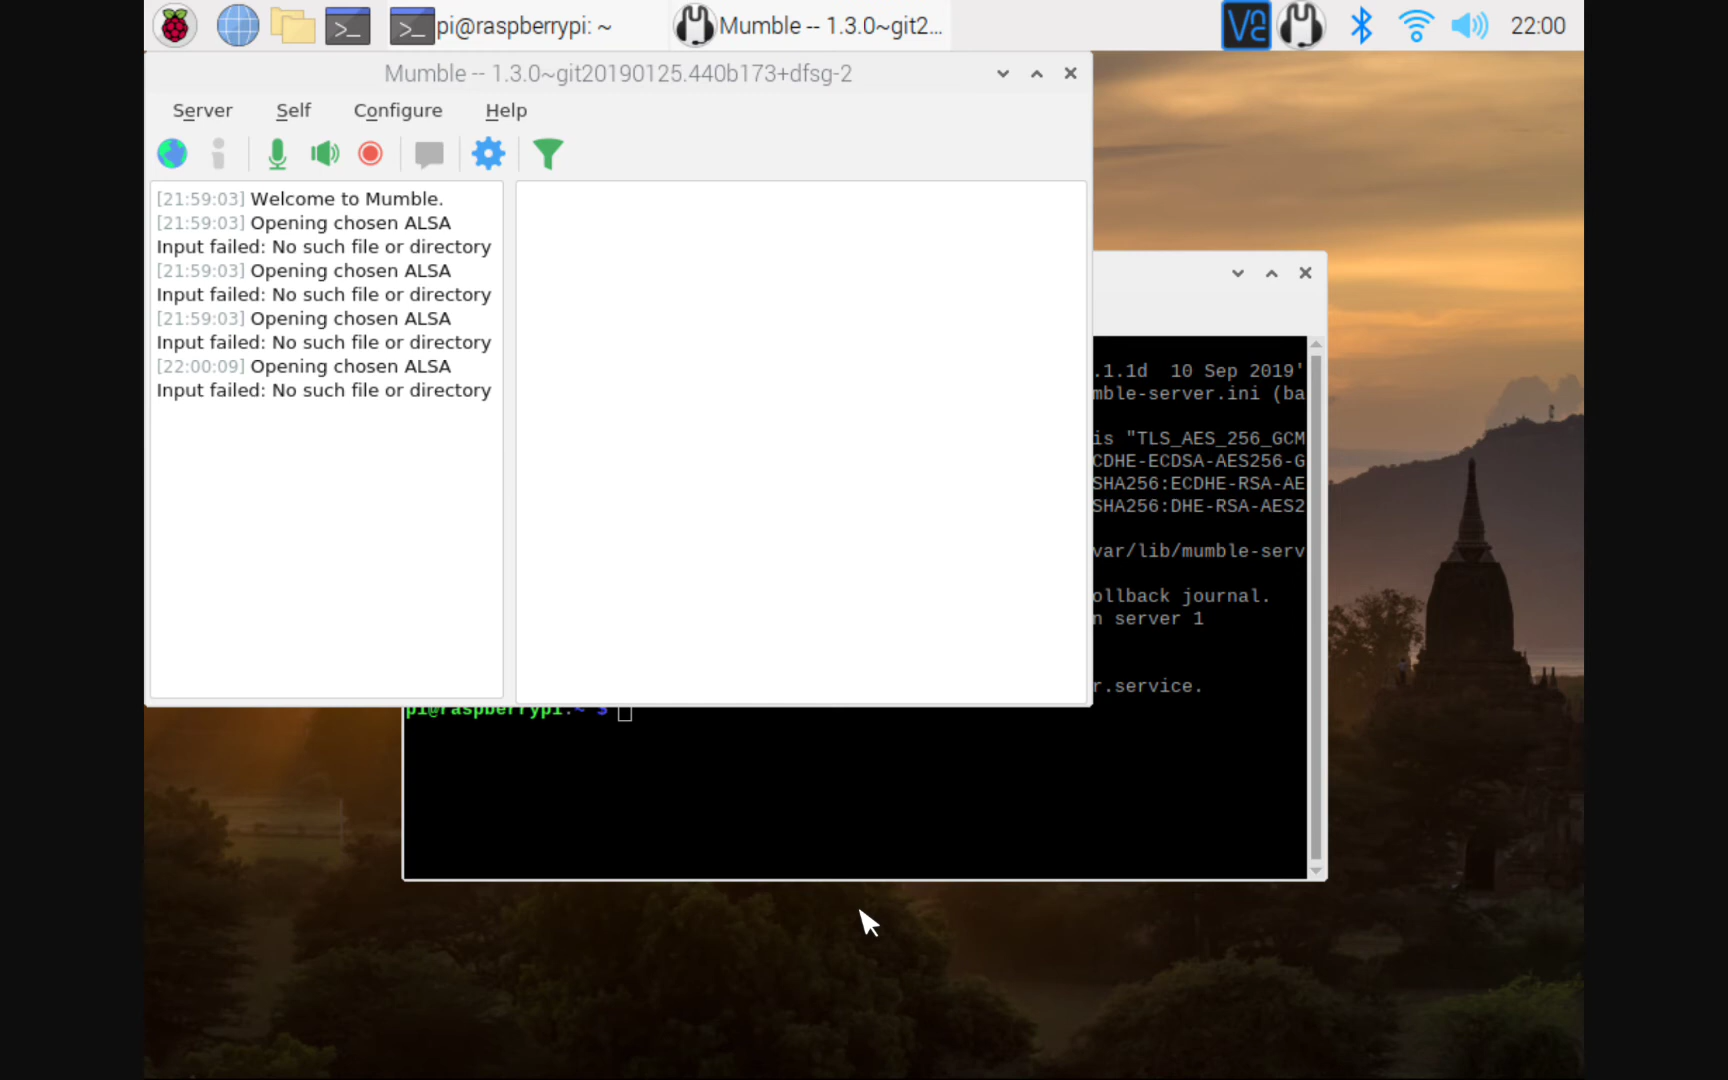 pi@raspberrypi: ~
Mumble -- 1.3.0~git2...
22:00
Mumble -- 1.3.0~git20190125.440b173+dfsg-2
Server Self Configure Help
[21:59:03] Welcome to Mumble.
[21:59:03] Opening chosen ALSA
Input failed: No such file or directory
[21:59:03] Opening chosen ALSA
Input failed: No such file or directory
[21:59:03] Opening chosen ALSA
Input failed: No such file or directory
[22:00:09] Opening chosen ALSA
Input failed: No such file or directory
.1.1d  10 Sep 2019'
mble-server.ini (ba
is "TLS_AES_256_GCM
CDHE-ECDSA-AES256-G
SHA256:ECDHE-RSA-AE
SHA256:DHE-RSA-AES2
var/lib/mumble-serv
ollback journal.
n server 1
r.service.
pi@raspberrypi:~ $